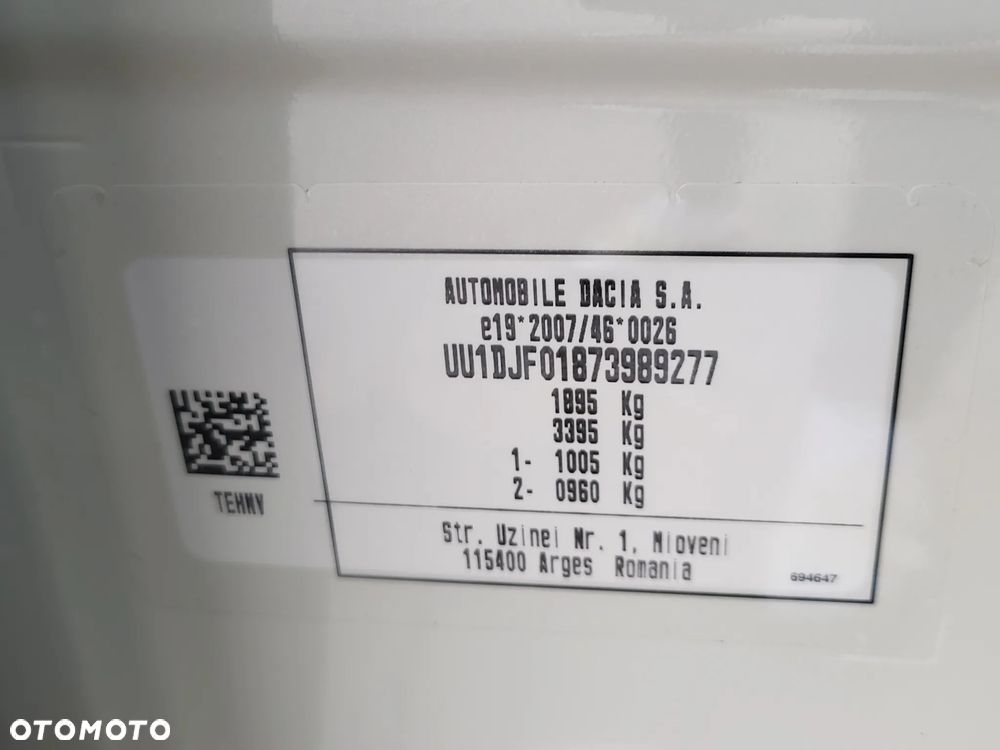 AUTOMOBILE DACIA S.A.
e19*2007/46*0026
UU1DJF01873989277
1895 Kg
3395 Kg
1- 1005 Kg
2- 0960 Kg
TEHNV
Str. Uzinei Nr. 1, Mioveni
115400 Arges Romania
694647
OTOMOTO